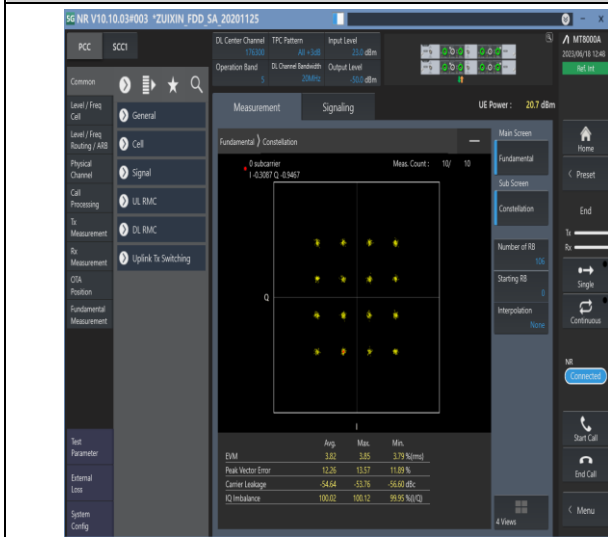 5G NR V10.10.03#003 *ZUIXIN_FDD_SA_20201125
PCC SCC1
DL Center Channel TPC Pattern Input Level
176300 All +3dB 23.0 dBm
Operation Band DL Channel Bandwidth Output Level
5 20MHz -50.0 dBm
MT8000A
2023/06/18 12:40
Ref. Int
Common
Level / Freq
Cell
Level / Freq
Routing / ARB
Physical
Channel
Call
Processing
Tx
Measurement
Rx
Measurement
OTA
Position
Fundamental
Measurement
Test
Parameter
External
Loss
System
Config
General
Cell
Signal
UL RMC
DL RMC
Uplink Tx Switching
Measurement Signaling UE Power : 20.7 dBm
Fundamental ⟩ Constellation
0 subcarrier Meas. Count : 10/ 10
I -0.3087 Q -0.9467
Q
I
Avg. Max. Min.
EVM 3.82 3.85 3.79 %(rms)
Peak Vector Error 12.26 13.57 11.89 %
Carrier Leakage -54.64 -53.76 -56.60 dBc
IQ Imbalance 100.02 100.12 99.95 %(I/Q)
Main Screen
Fundamental
Sub Screen
Constellation
Number of RB
106
Starting RB
0
Interpolation
None
4 Views
Home
Preset
End
Tx
Rx
Single
Continuous
NR
Connected
Start Call
End Call
Menu